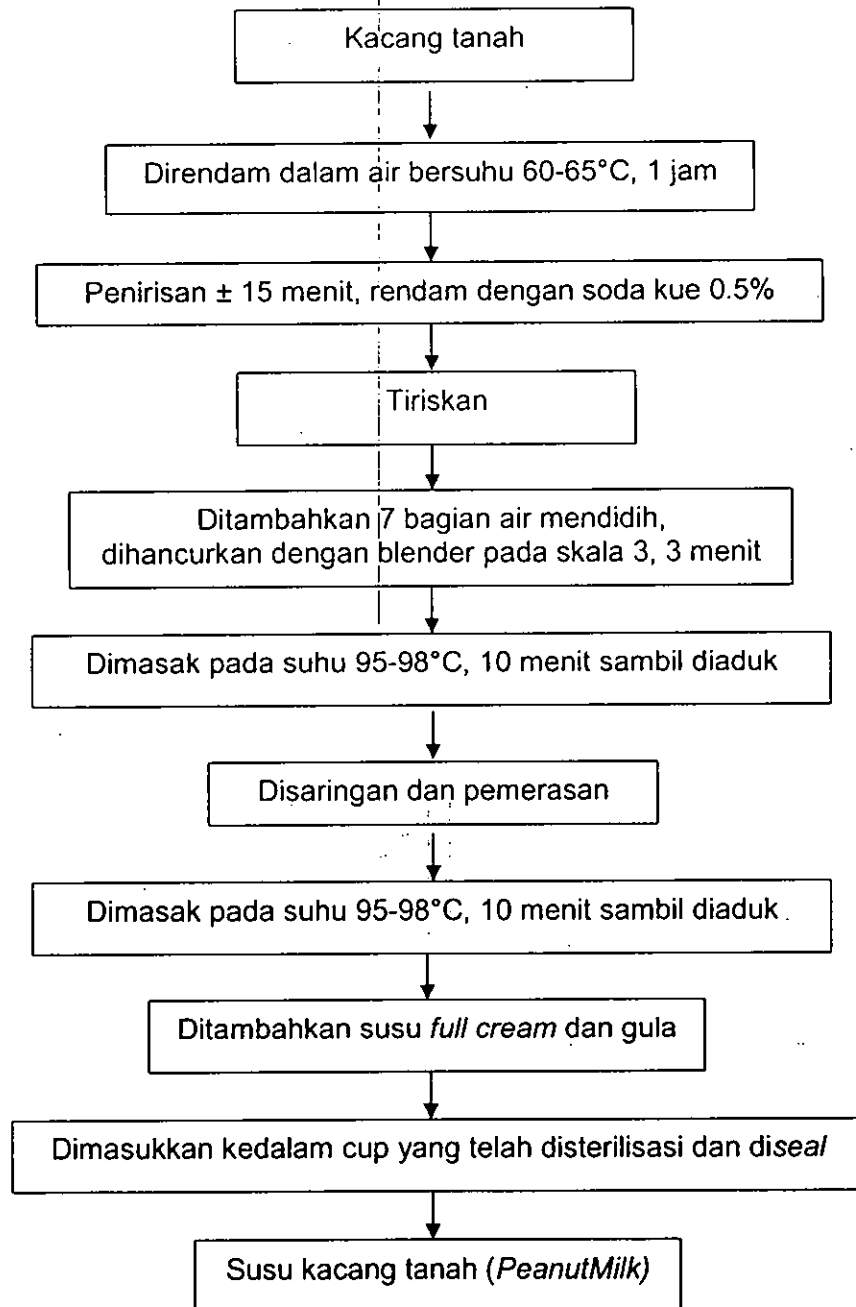 Kacang tanah
Direndam dalam air bersuhu 60-65°C, 1 jam
Penirisan ± 15 menit, rendam dengan soda kue 0.5%
Tiriskan
Ditambahkan 7 bagian air mendidih,
dihancurkan dengan blender pada skala 3, 3 menit
Dimasak pada suhu 95-98°C, 10 menit sambil diaduk
Disaringan dan pemerasan
Dimasak pada suhu 95-98°C, 10 menit sambil diaduk
Ditambahkan susu full cream dan gula
Dimasukkan kedalam cup yang telah disterilisasi dan diseal
Susu kacang tanah (PeanutMilk)